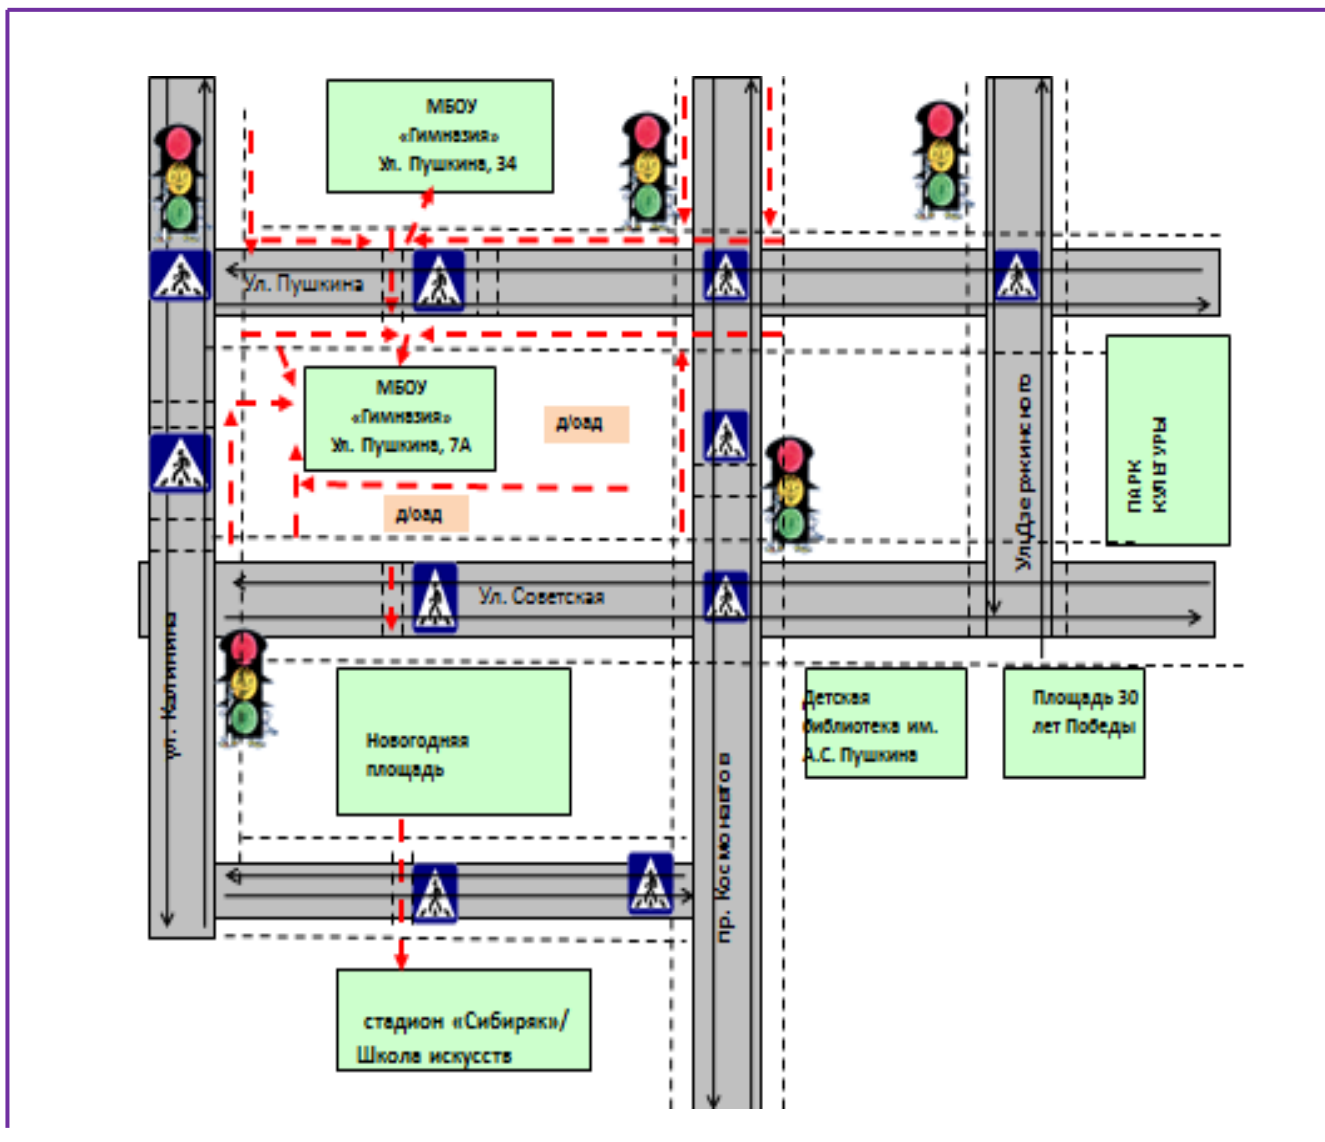 МБОУ
«Гимназия»
Ул. Пушкина, 34
Ул. Пушкина
МБОУ
«Гимназия»
Ул. Пушкина, 7А
д/сад
д/сад
Ул.Дзержинского
ПАРК
КУЛЬТУРЫ
Ул. Советская
ул. Калинина
Новогодняя
площадь
пр. Космонавтов
Детская
библиотека им.
А.С. Пушкина
Площадь 30
лет Победы
стадион «Сибиряк»/
Школа искусств